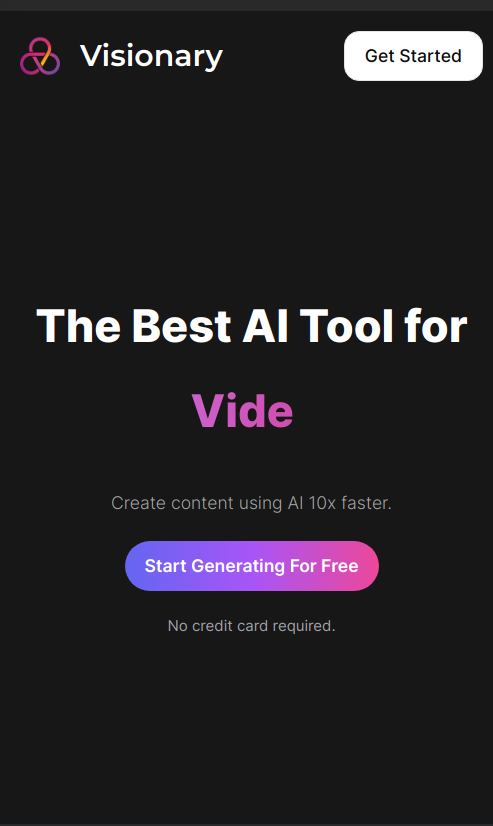 Visionary
Get Started
The Best AI Tool for
Vide
Create content using AI 10x faster.
Start Generating For Free
No credit card required.